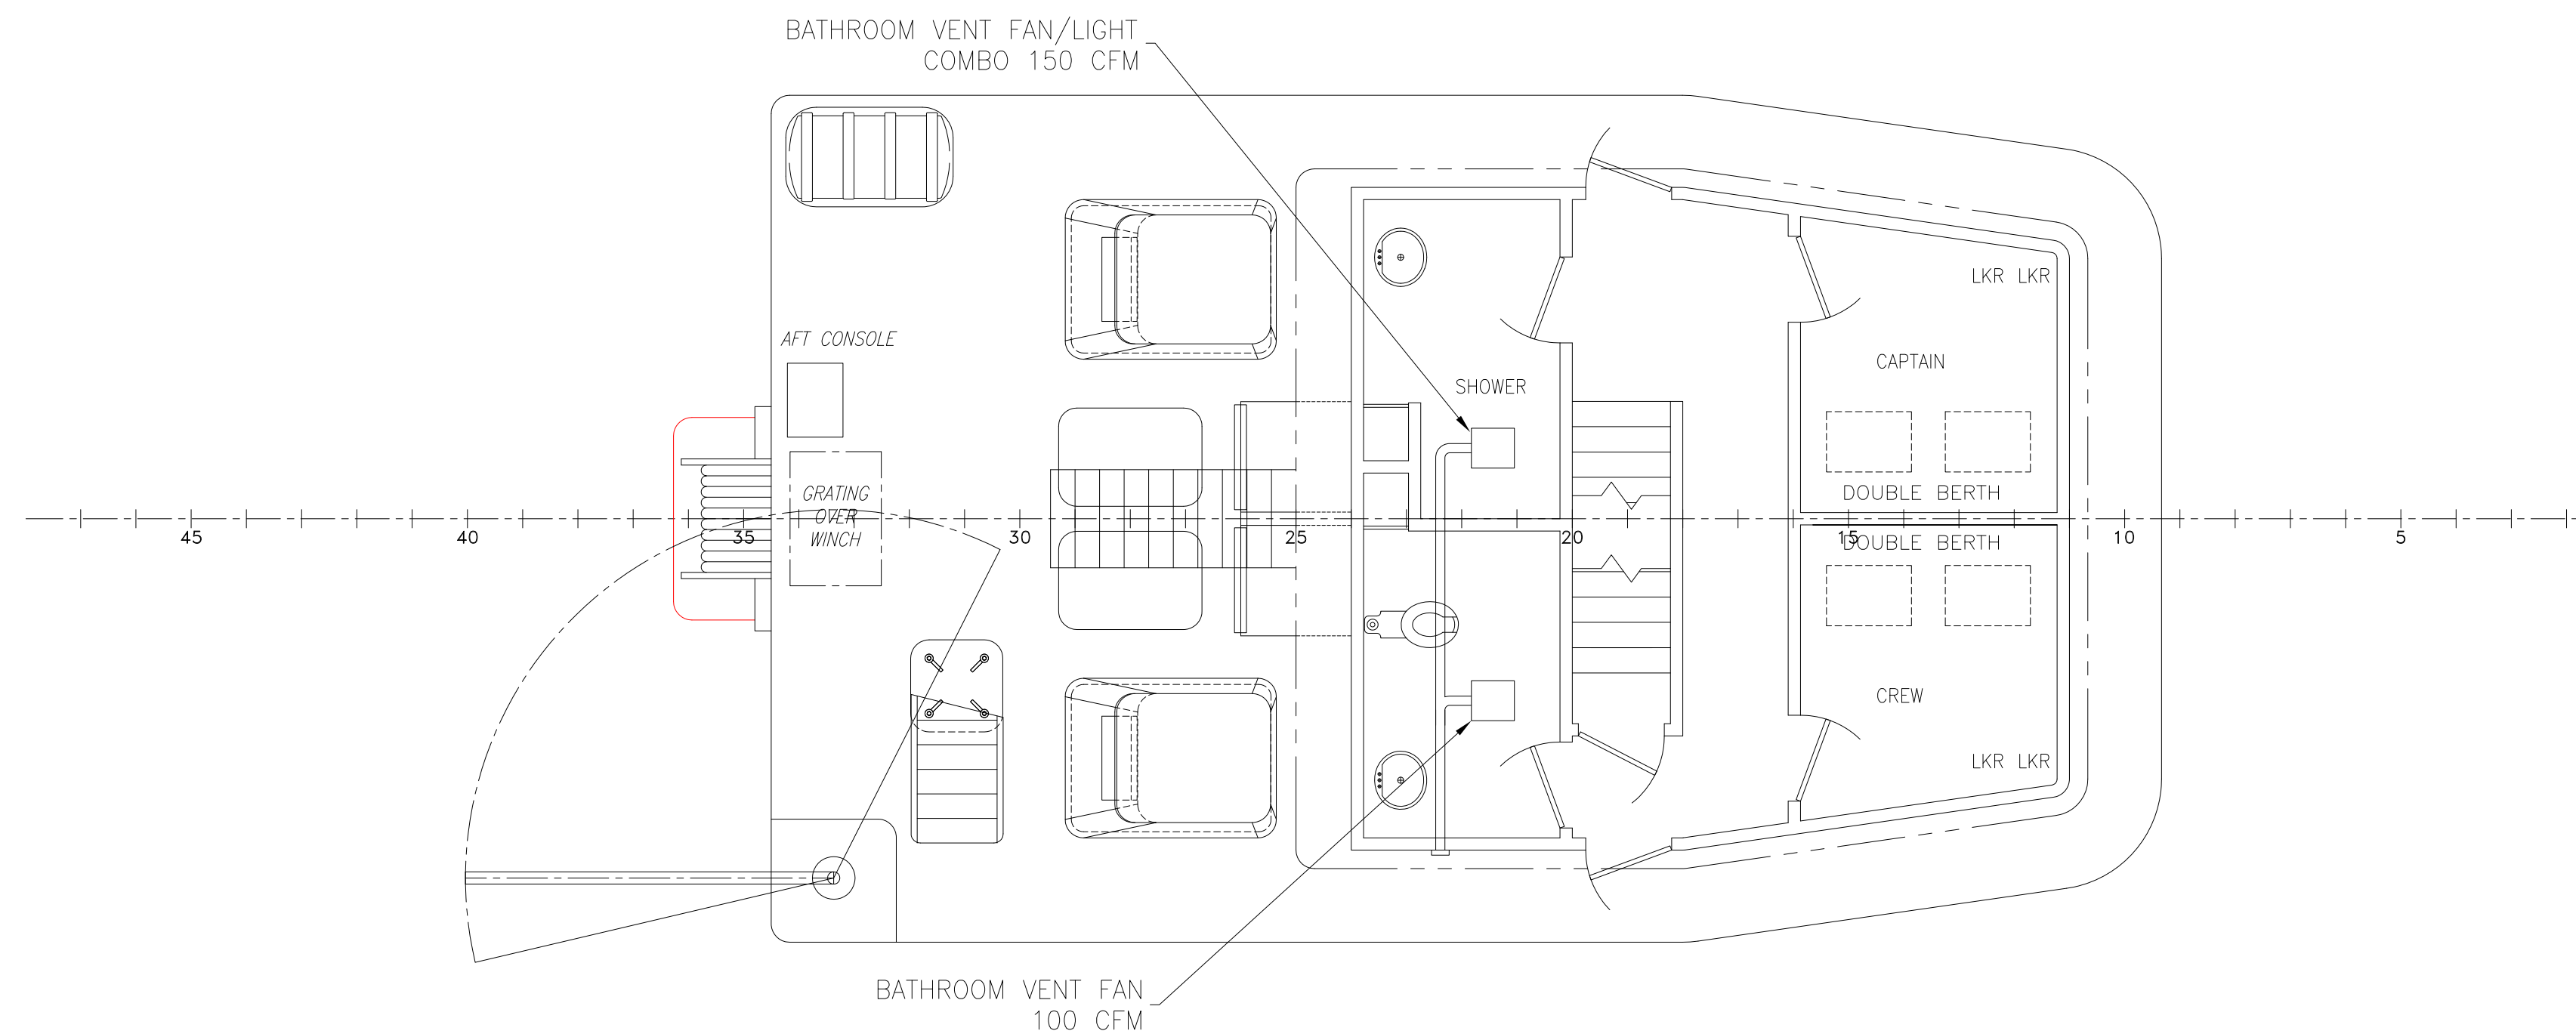 BATHROOM VENT FAN/LIGHT
COMBO 150 CFM
LKR LKR
AFT CONSOLE
CAPTAIN
SHOWER
GRATING
OVER
WINCH
DOUBLE BERTH
45 40 35 30 25 20 15 10 5
DOUBLE BERTH
CREW
LKR LKR
BATHROOM VENT FAN
100 CFM